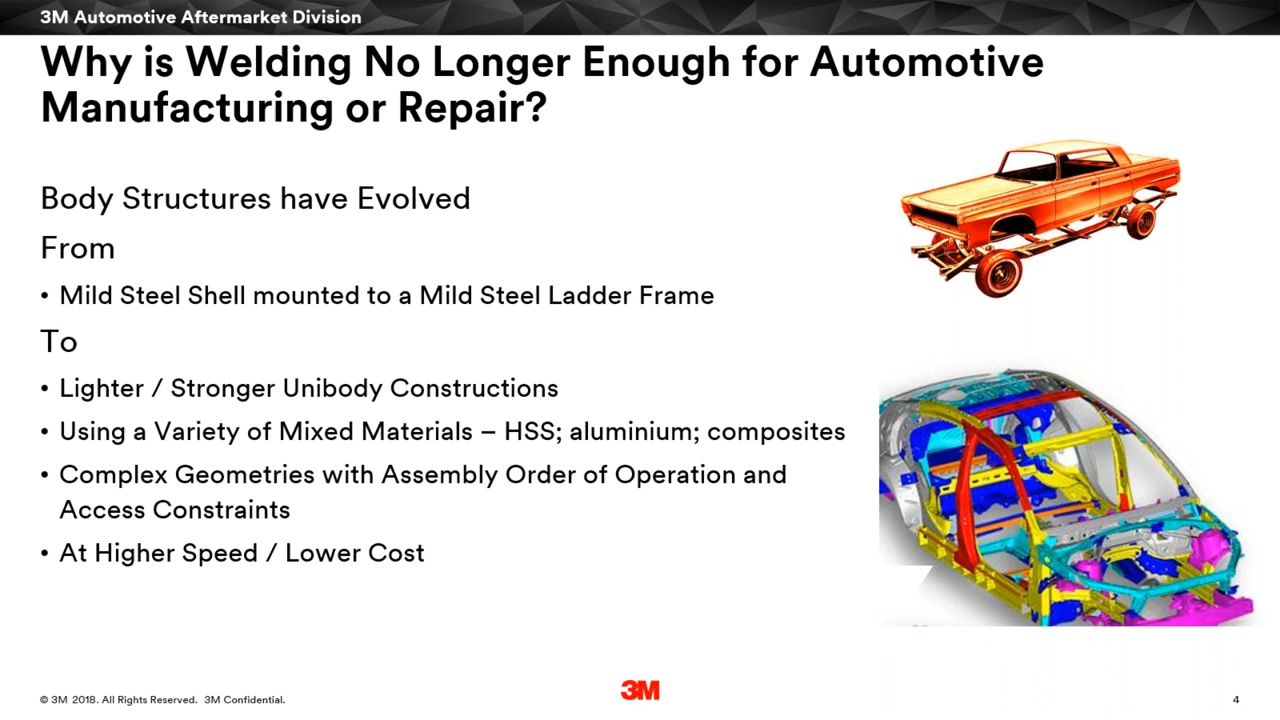 3M Automotive Aftermarket Division
Why is Welding No Longer Enough for Automotive
Manufacturing or Repair?
Body Structures have Evolved
From
• Mild Steel Shell mounted to a Mild Steel Ladder Frame
To
• Lighter / Stronger Unibody Constructions
• Using a Variety of Mixed Materials – HSS; aluminium; composites
• Complex Geometries with Assembly Order of Operation and
Access Constraints
• At Higher Speed / Lower Cost
© 3M 2018. All Rights Reserved. 3M Confidential.
3M
4